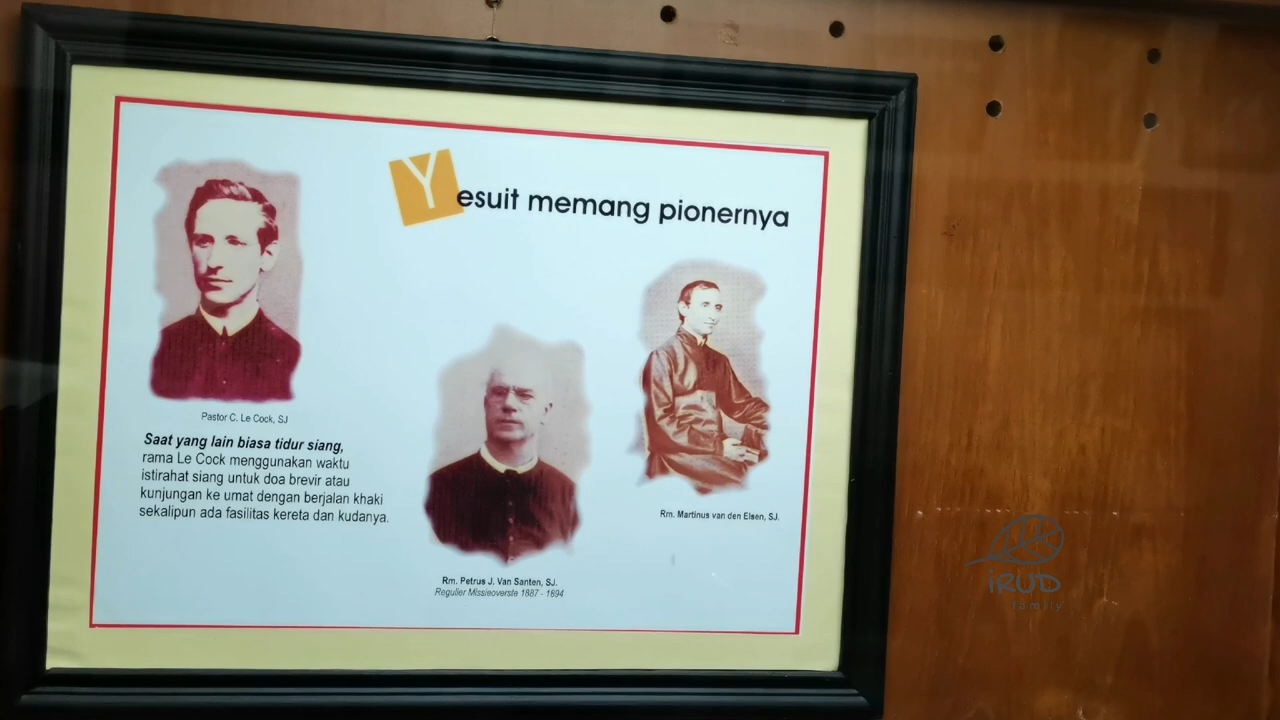 Yesuit memang pionernya
Pastor C. Le Cock, SJ
Saat yang lain biasa tidur siang,
rama Le Cock menggunakan waktu
istirahat siang untuk doa brevir atau
kunjungan ke umat dengan berjalan khaki
sekalipun ada fasilitas kereta dan kudanya.
Rm. Petrus J. Van Santen, SJ.
Regulier Missieoverste 1887 - 1894
Rm. Martinus van den Elsen, SJ.
iRUD
family